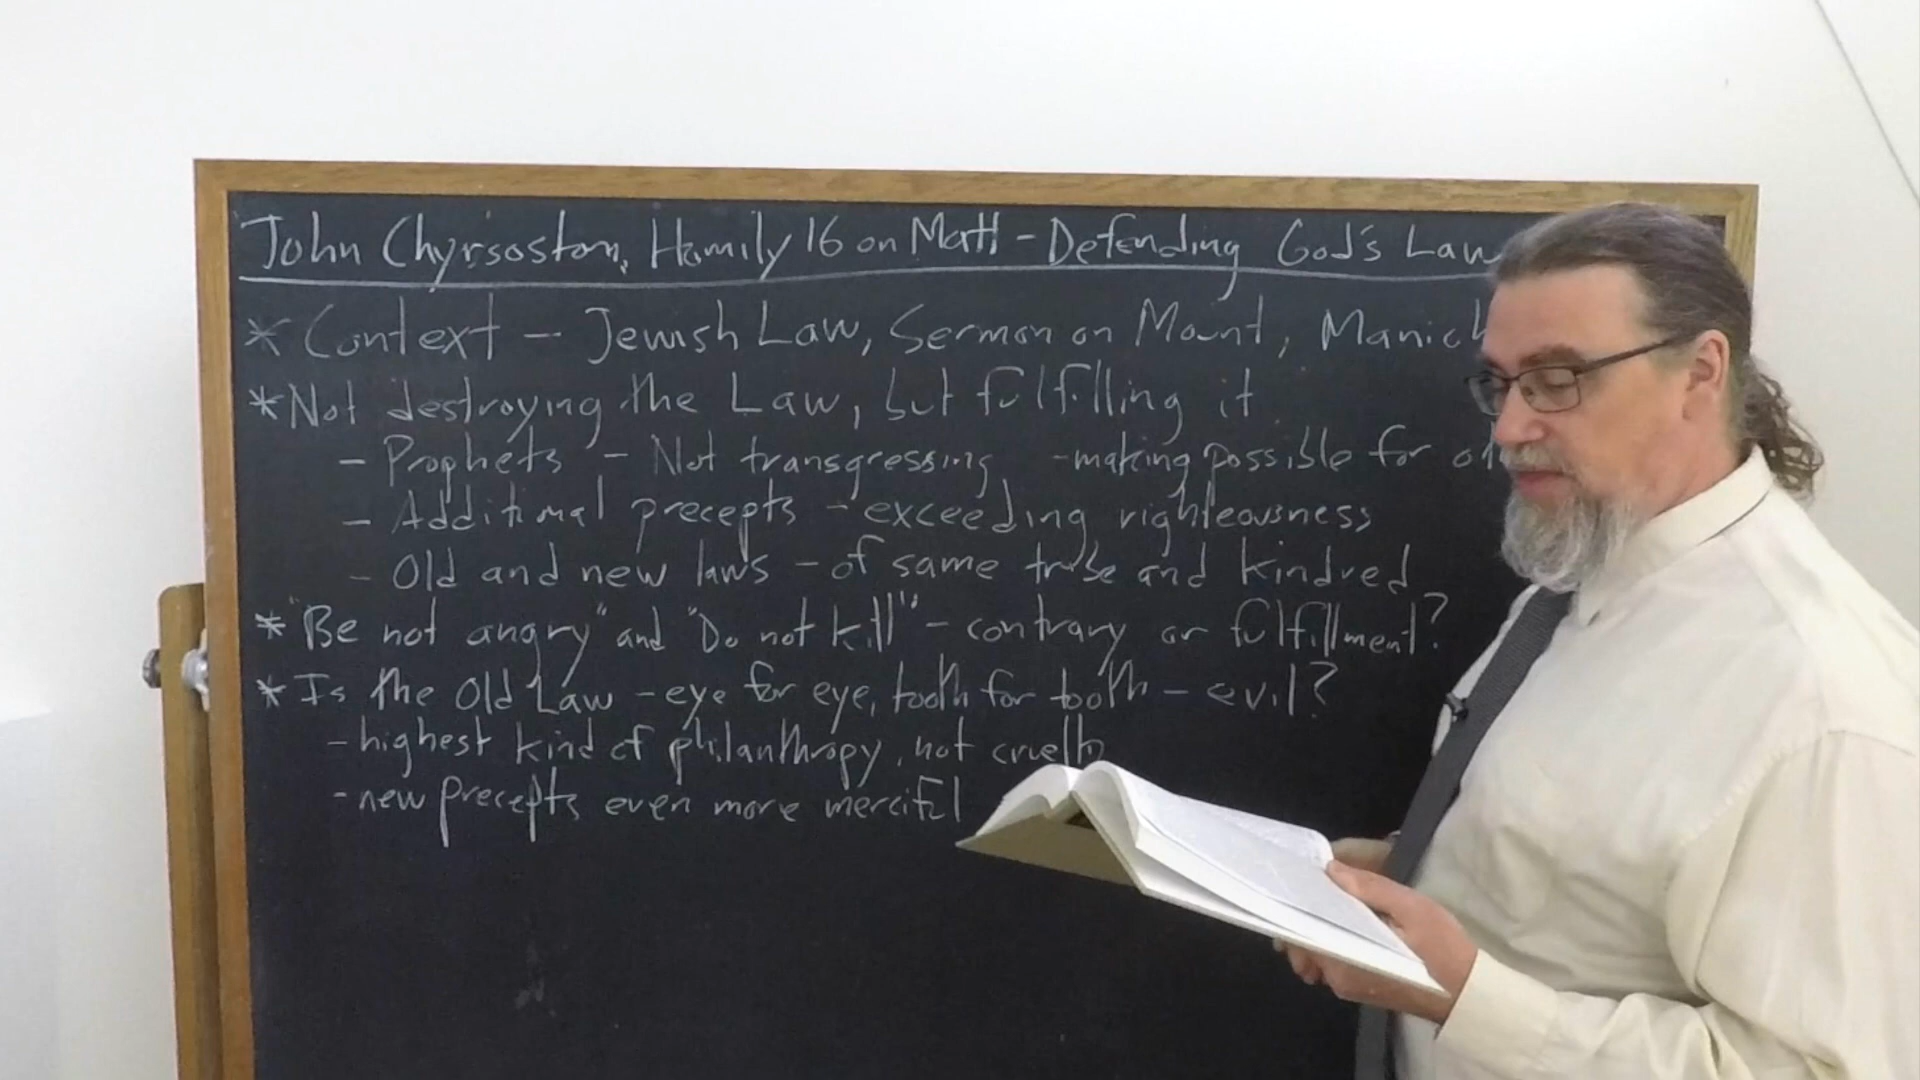 John Chyrsostom, Homily 16 on Matt - Defending God's Law
* Context - Jewish Law, Sermon on Mount, Manich
* Not destroying the Law, but fulfilling it
- Prophets - Not transgressing - making possible for
- Additional precepts - exceeding righteousness
- Old and new laws - of same tribe and kindred
* "Be not angry" and "Do not kill" - contrary or fulfillment?
* Is the Old Law - eye for eye, tooth for tooth - evil?
- highest kind of philanthropy, not cruelty
- new precepts even more merciful